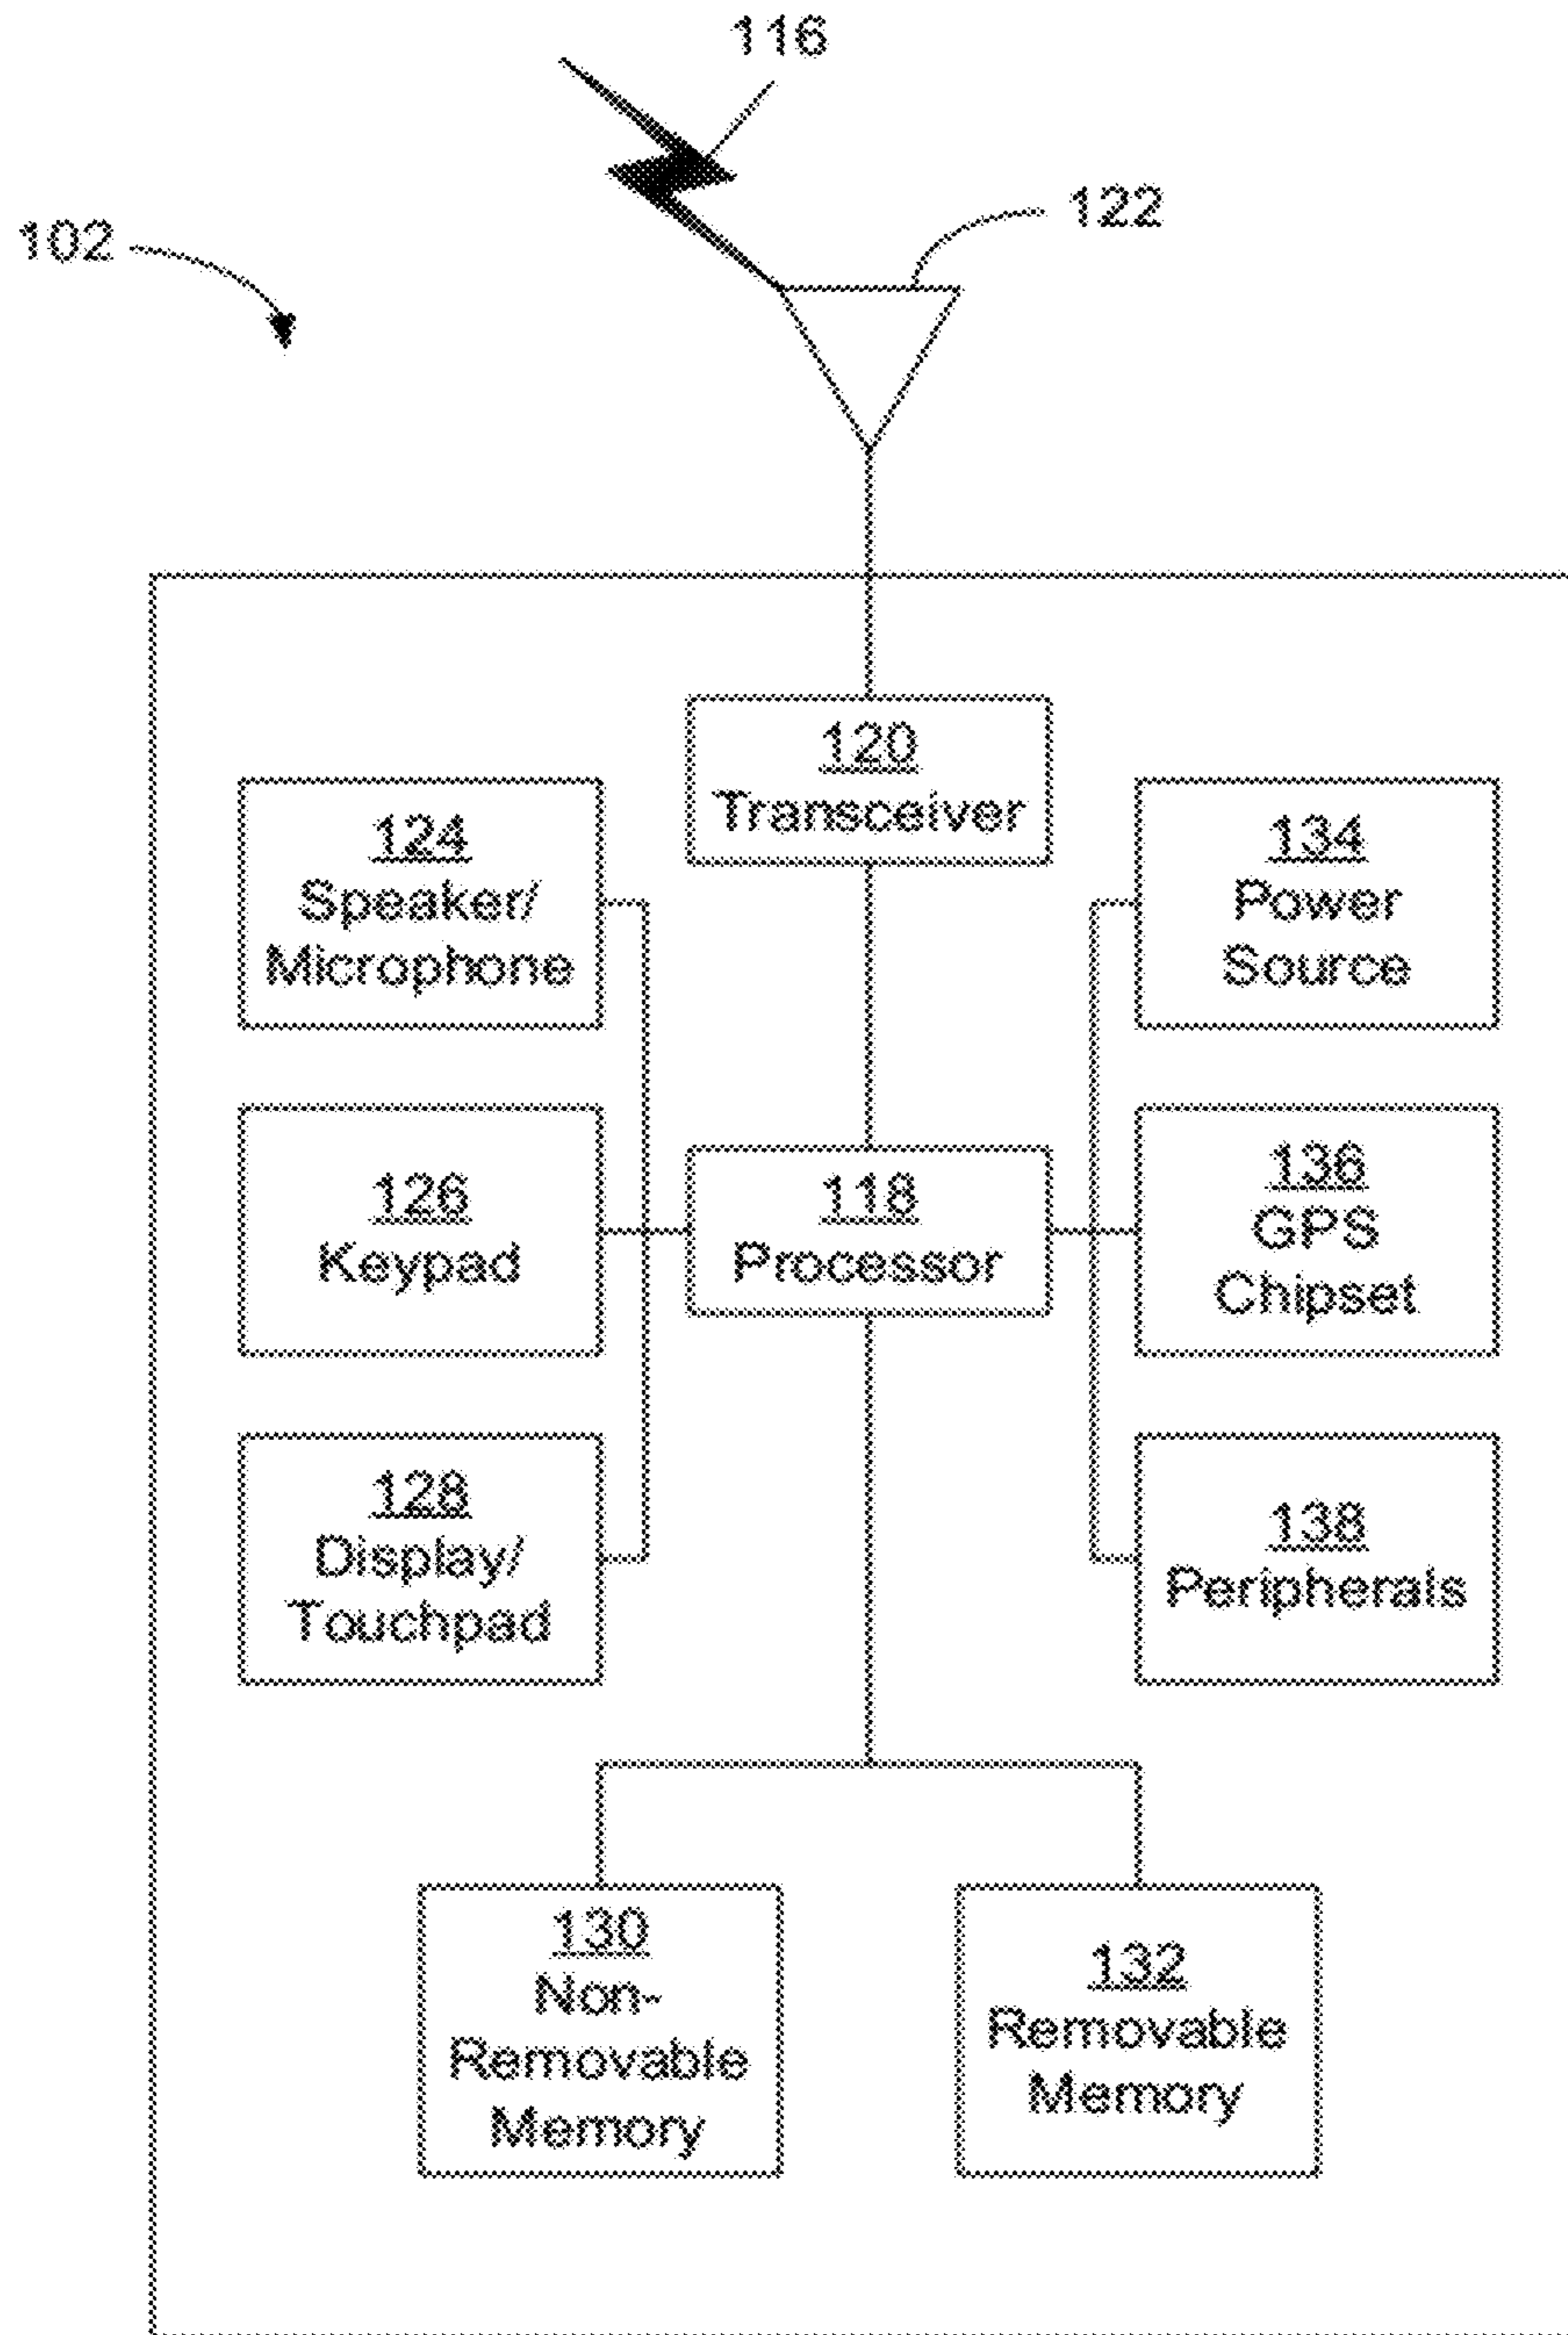 116
122
102
120
Transceiver
124
Speaker/
Microphone
134
Power
Source
126
Keypad
118
Processor
136
GPS
Chipset
128
Display/
Touchpad
138
Peripherals
130
Non-
Removable
Memory
132
Removable
Memory